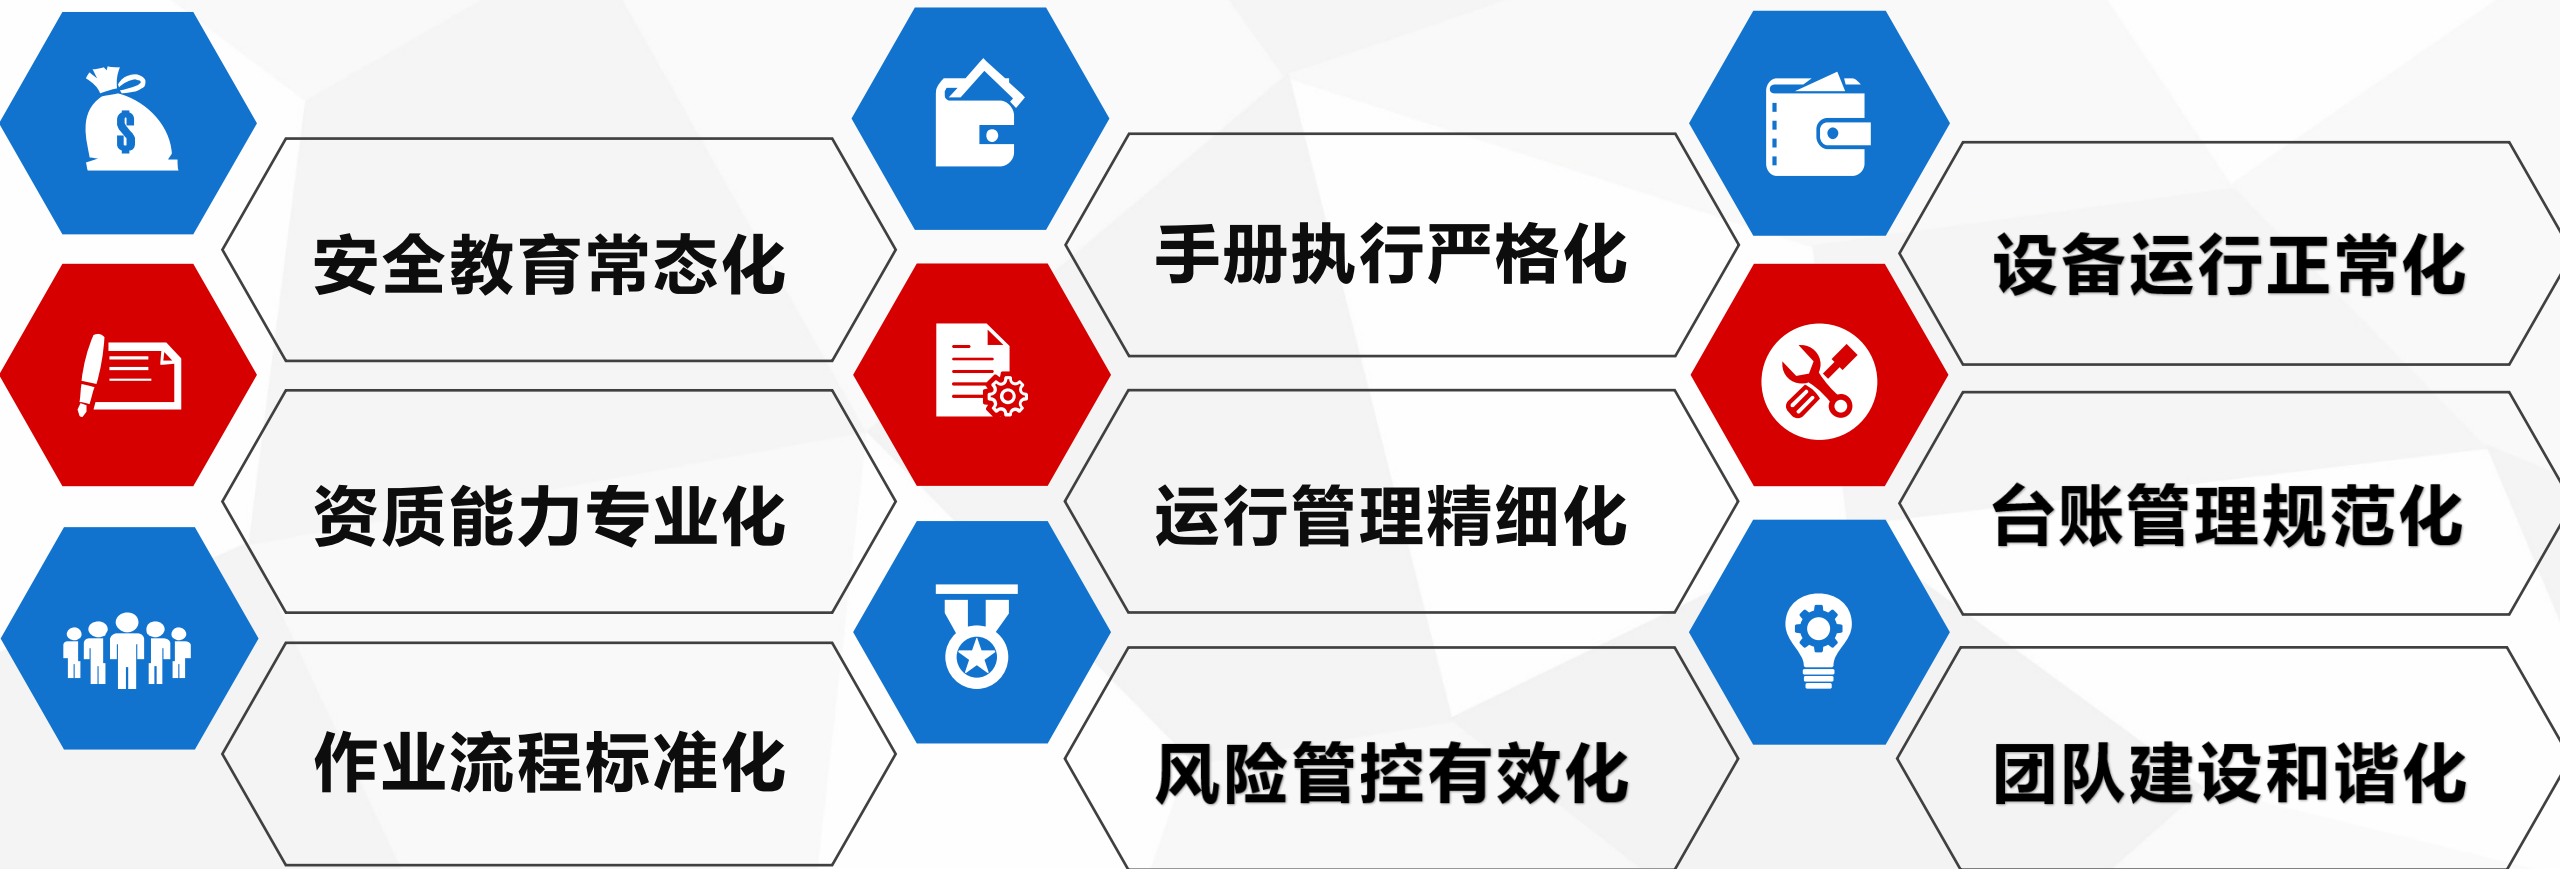 安全教育常态化
资质能力专业化
作业流程标准化
手册执行严格化
运行管理精细化
风险管控有效化
设备运行正常化
台账管理规范化
团队建设和谐化